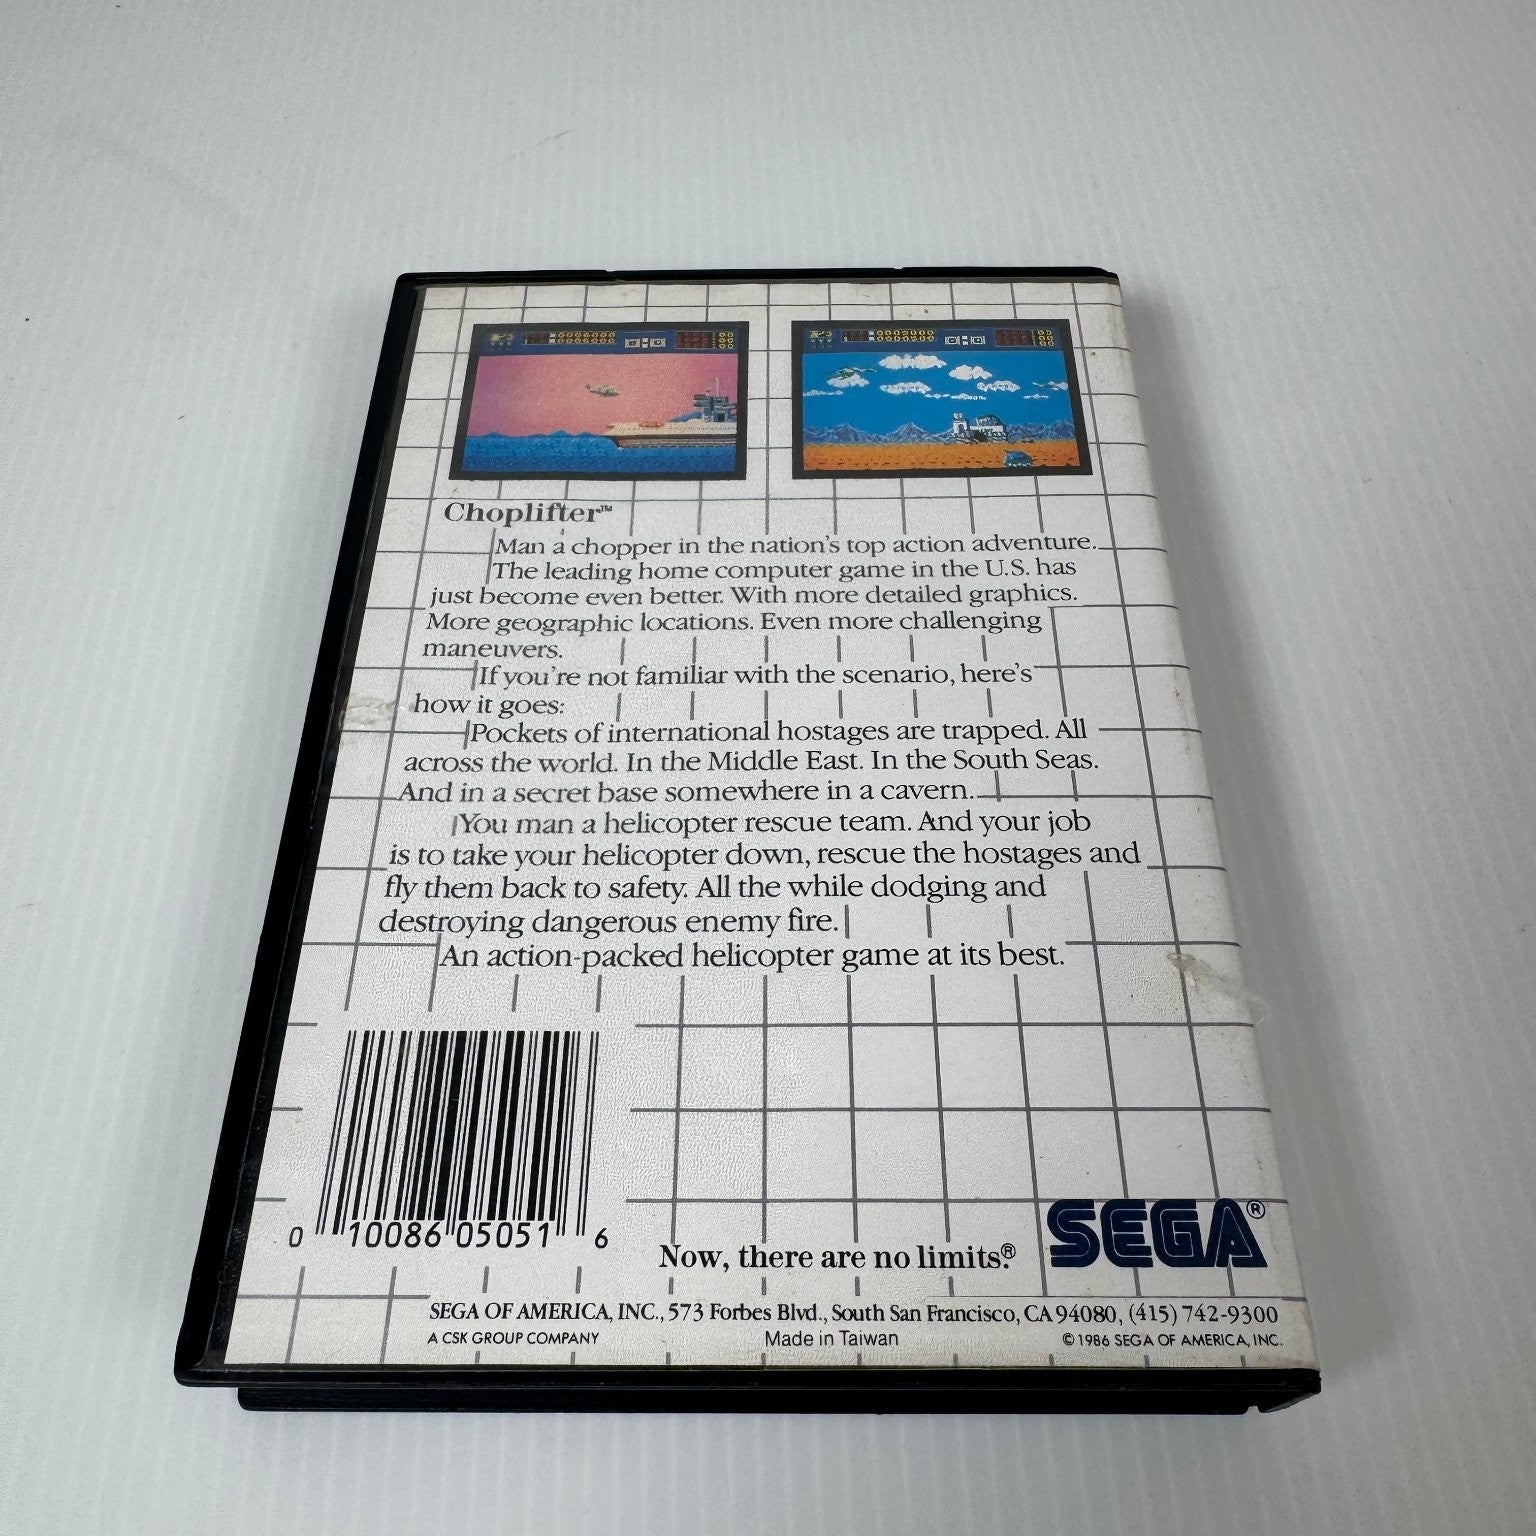 Choplifter™
Man a chopper in the nation's top action adventure.
The leading home computer game in the U.S. has
just become even better. With more detailed graphics.
More geographic locations. Even more challenging
maneuvers.
If you're not familiar with the scenario, here's
how it goes:
Pockets of international hostages are trapped. All
across the world. In the Middle East. In the South Seas.
And in a secret base somewhere in a cavern.
You man a helicopter rescue team. And your job
is to take your helicopter down, rescue the hostages and
fly them back to safety. All the while dodging and
destroying dangerous enemy fire.
An action-packed helicopter game at its best.
0 10086 05051 6
Now, there are no limits.®
SEGA®
SEGA OF AMERICA, INC., 573 Forbes Blvd., South San Francisco, CA 94080, (415) 742-9300
A CSK GROUP COMPANY Made in Taiwan © 1986 SEGA OF AMERICA, INC.